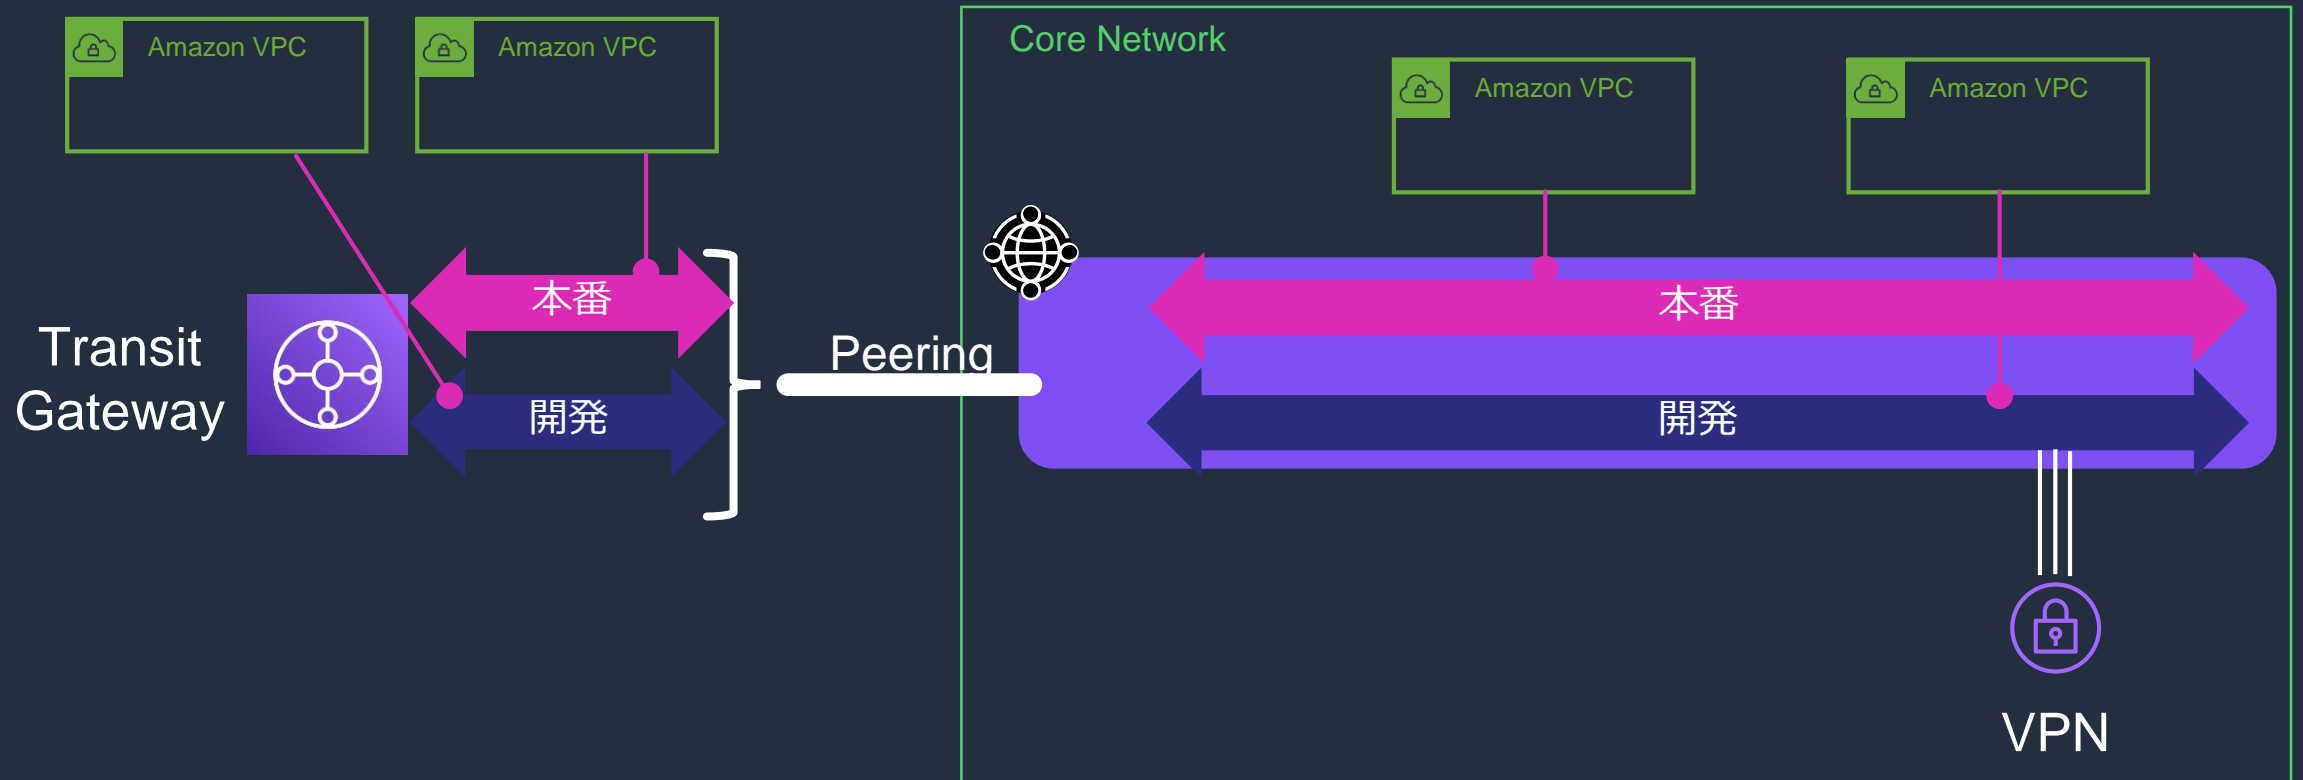 Amazon VPC
Amazon VPC
Core Network
Amazon VPC
Amazon VPC
本番
本番
Transit
Gateway
Peering
開発
開発
VPN